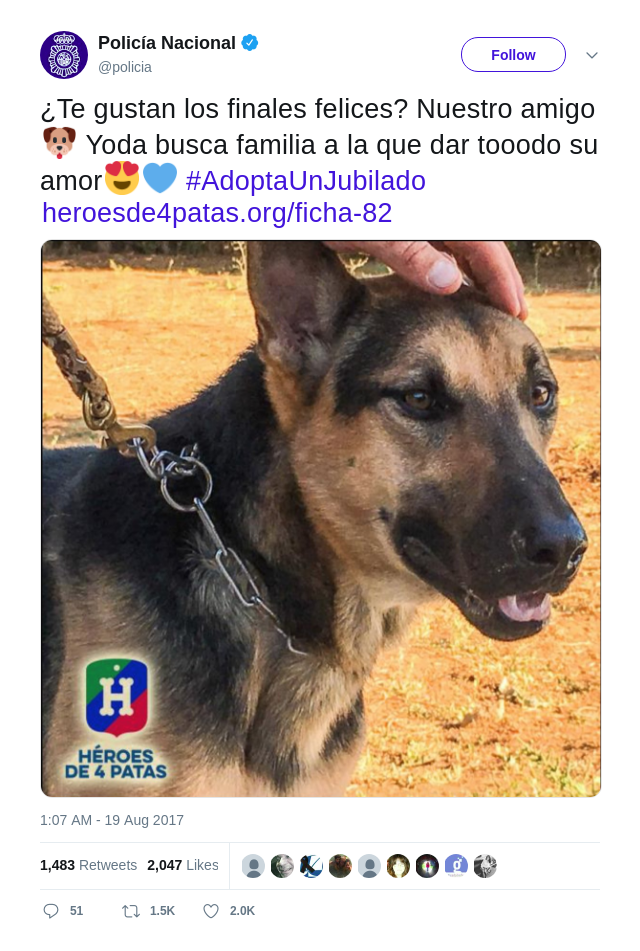 Policía Nacional
@policia
Follow
¿Te gustan los finales felices? Nuestro amigo
🐶 Yoda busca familia a la que dar tooodo su
amor😍💙 #AdoptaUnJubilado
heroesde4patas.org/ficha-82
H
HÉROES
DE 4 PATAS
1:07 AM - 19 Aug 2017
1,483 Retweets 2,047 Likes
g
51 1.5K 2.0K